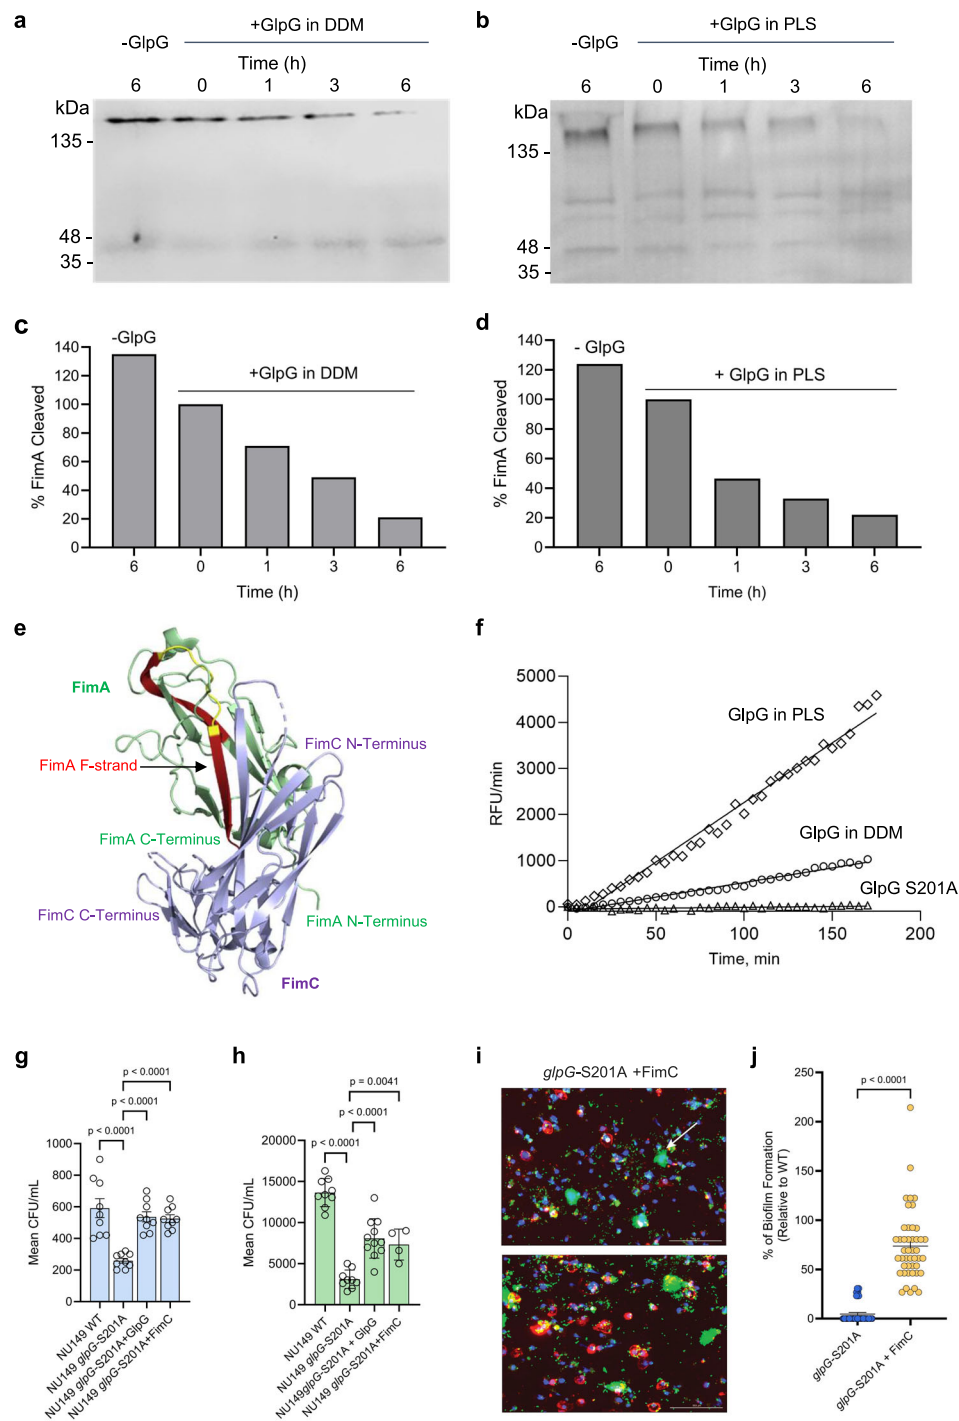 a
+GlpG in DDM
-GlpG
Time (h)
6 0 1 3 6
kDa
135
48
35
b
+GlpG in PLS
-GlpG
Time (h)
6 0 1 3 6
kDa
135
48
35
c
-GlpG
+GlpG in DDM
% FimA Cleaved
140
120
100
80
60
40
20
0
6 0 1 3 6
Time (h)
d
- GlpG
+ GlpG in PLS
% FimA Cleaved
140
120
100
80
60
40
20
0
6 0 1 3 6
Time (h)
e
FimA
FimC N-Terminus
FimA F-strand
FimA C-Terminus
FimC C-Terminus
FimA N-Terminus
FimC
f
RFU/min
5000
4000
3000
2000
1000
0
GlpG in PLS
GlpG in DDM
GlpG S201A
0 50 100 150 200
Time, min
g
p < 0.0001
p < 0.0001
p < 0.0001
Mean CFU/mL
1000
800
600
400
200
0
NU149 WT
NU149 glpG-S201A
NU149 glpG-S201A+GlpG
NU149 glpG-S201A+FimC
h
p = 0.0041
p < 0.0001
p < 0.0001
Mean CFU/mL
20000
15000
10000
5000
0
NU149 WT
NU149 glpG-S201A
NU149glpG-S201A + GlpG
NU149 glpG-S201A+FimC
i
glpG-S201A +FimC
j
p < 0.0001
% of Biofilm Formation
(Relative to WT)
250
200
150
100
50
0
glpG-S201A
glpG-S201A + FimC